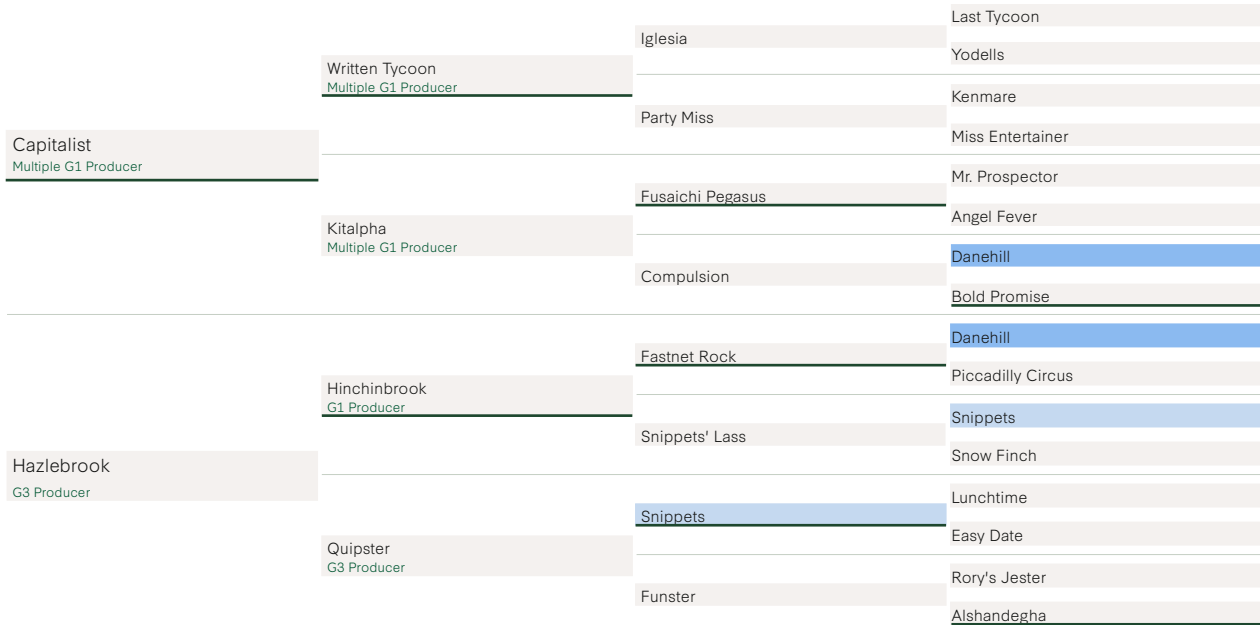 Capitalist
Multiple G1 Producer
Hazlebrook
G3 Producer
Written Tycoon
Multiple G1 Producer
Kitalpha
Multiple G1 Producer
Hinchinbrook
G1 Producer
Quipster
G3 Producer
Iglesia
Party Miss
Fusaichi Pegasus
Compulsion
Fastnet Rock
Snippets' Lass
Snippets
Funster
Last Tycoon
Yodells
Kenmare
Miss Entertainer
Mr. Prospector
Angel Fever
Danehill
Bold Promise
Danehill
Piccadilly Circus
Snippets
Snow Finch
Lunchtime
Easy Date
Rory's Jester
Alshandegha